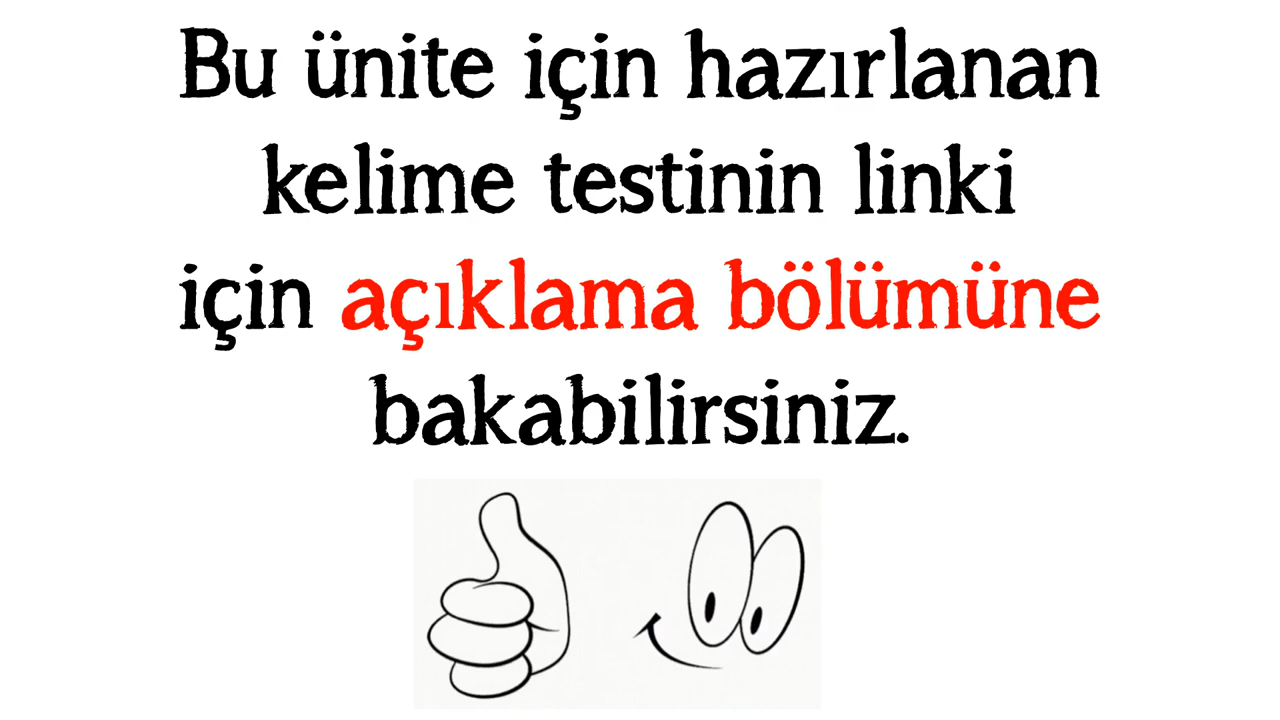 Bu ünite için hazırlanan
kelime testinin linki
için açıklama bölümüne
bakabilirsiniz.